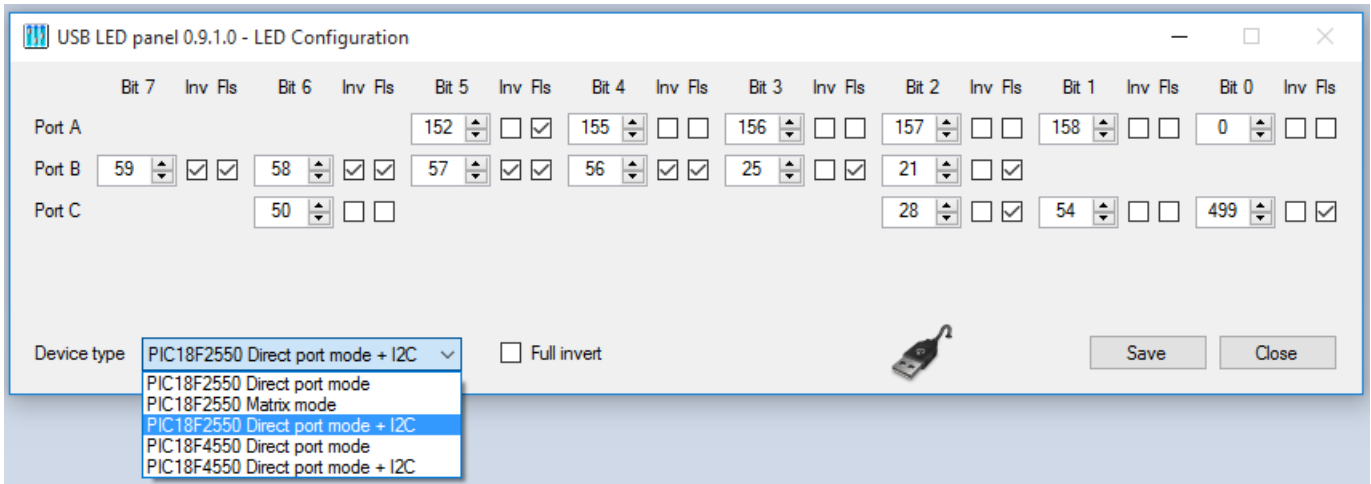 USB LED panel 0.9.1.0 - LED Configuration
Bit 7 Inv Fls Bit 6 Inv Fls Bit 5 Inv Fls Bit 4 Inv Fls Bit 3 Inv Fls Bit 2 Inv Fls Bit 1 Inv Fls Bit 0 Inv Fls
Port A 152 155 156 157 158 0
Port B 59 58 57 56 25 21
Port C 50 28 54 499
Device type PIC18F2550 Direct port mode + I2C Full invert Save Close
PIC18F2550 Direct port mode
PIC18F2550 Matrix mode
PIC18F2550 Direct port mode + I2C
PIC18F4550 Direct port mode
PIC18F4550 Direct port mode + I2C